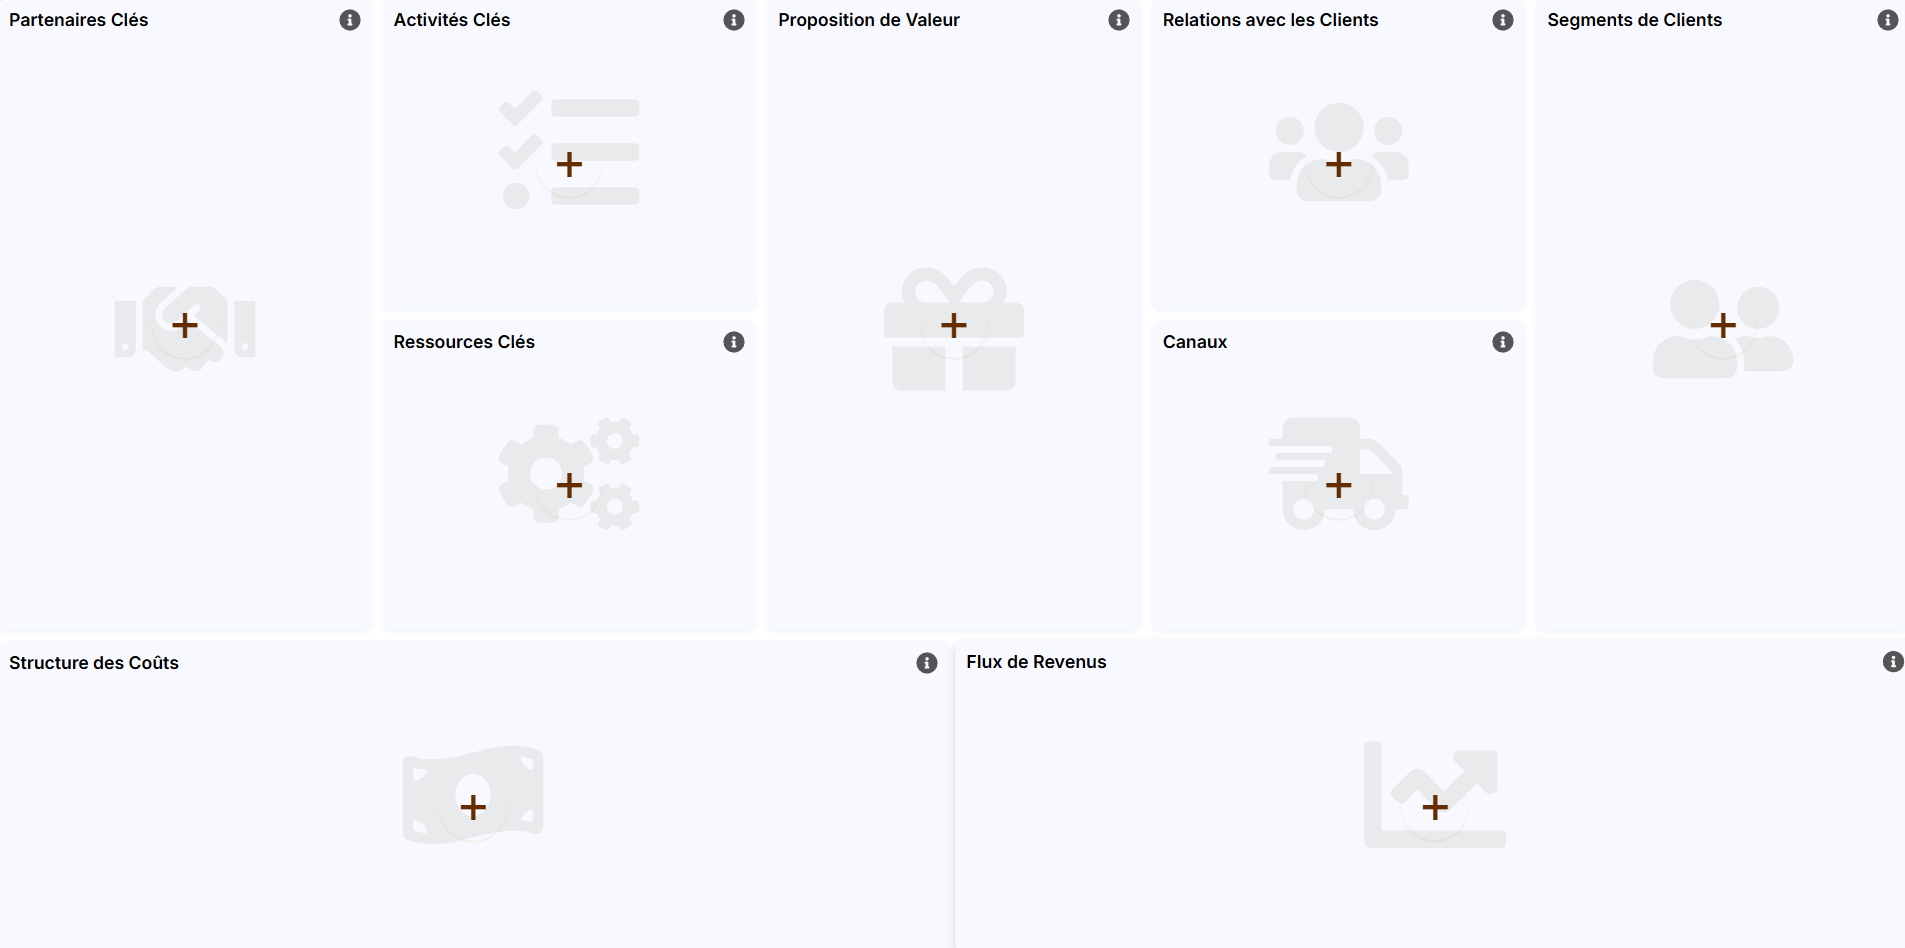 Partenaires Clés
Activités Clés
Proposition de Valeur
Relations avec les Clients
Segments de Clients
Ressources Clés
Canaux
Structure des Coûts
Flux de Revenus